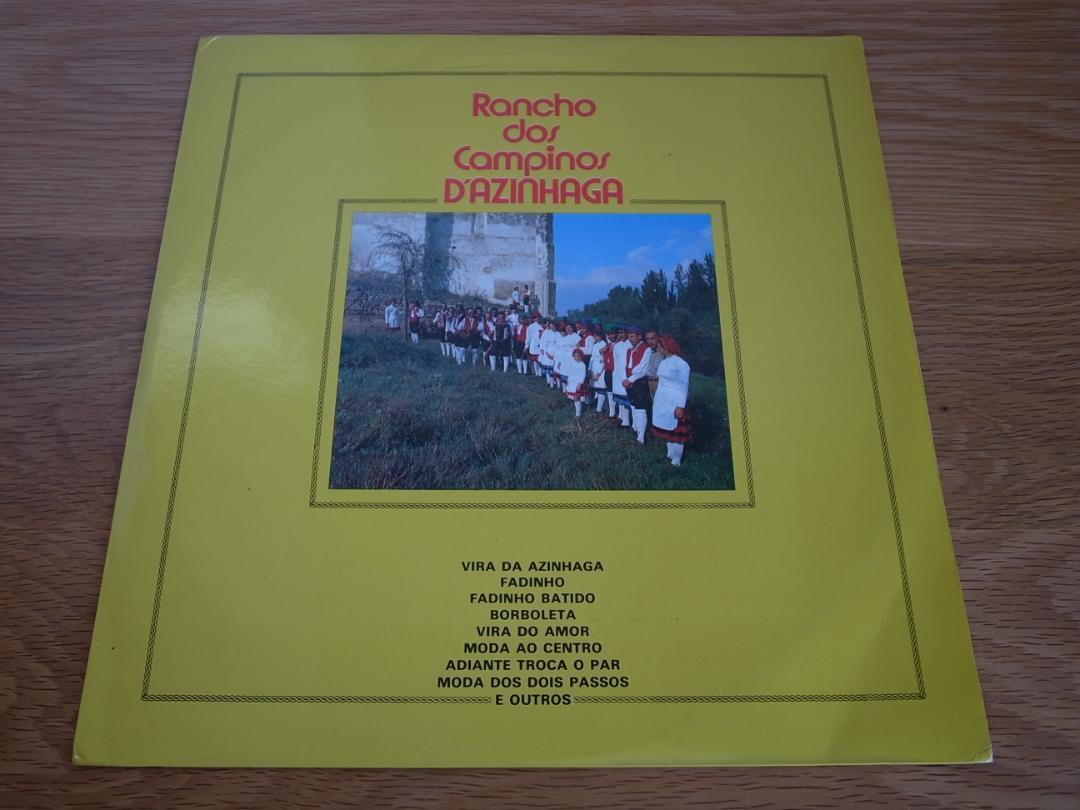 Rancho
dos
Campinos
D'AZINHAGA
VIRA DA AZINHAGA
FADINHO
FADINHO BATIDO
BORBOLETA
VIRA DO AMOR
MODA AO CENTRO
ADIANTE TROCA O PAR
MODA DOS DOIS PASSOS
E OUTROS